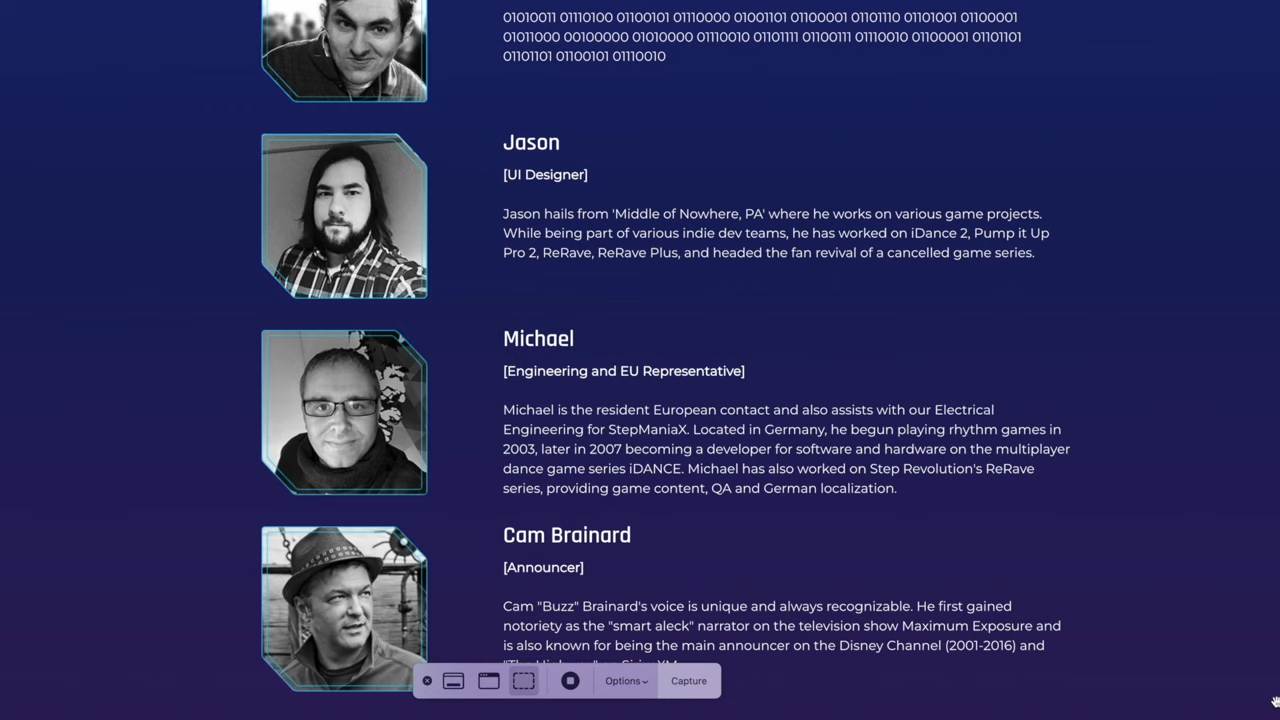 01010011 01110100 01100101 01110000 01001101 01100001 01101110 01101001 01100001
01011000 00100000 01010000 01110010 01101111 01100111 01110010 01100001 01101101
01101101 01100101 01110010
Jason
[UI Designer]
Jason hails from 'Middle of Nowhere, PA' where he works on various game projects.
While being part of various indie dev teams, he has worked on iDance 2, Pump it Up
Pro 2, ReRave, ReRave Plus, and headed the fan revival of a cancelled game series.
Michael
[Engineering and EU Representative]
Michael is the resident European contact and also assists with our Electrical
Engineering for StepManiaX. Located in Germany, he begun playing rhythm games in
2003, later in 2007 becoming a developer for software and hardware on the multiplayer
dance game series iDANCE. Michael has also worked on Step Revolution's ReRave
series, providing game content, QA and German localization.
Cam Brainard
[Announcer]
Cam "Buzz" Brainard's voice is unique and always recognizable. He first gained
notoriety as the "smart aleck" narrator on the television show Maximum Exposure and
is also known for being the main announcer on the Disney Channel (2001-2016) and
Options
Capture